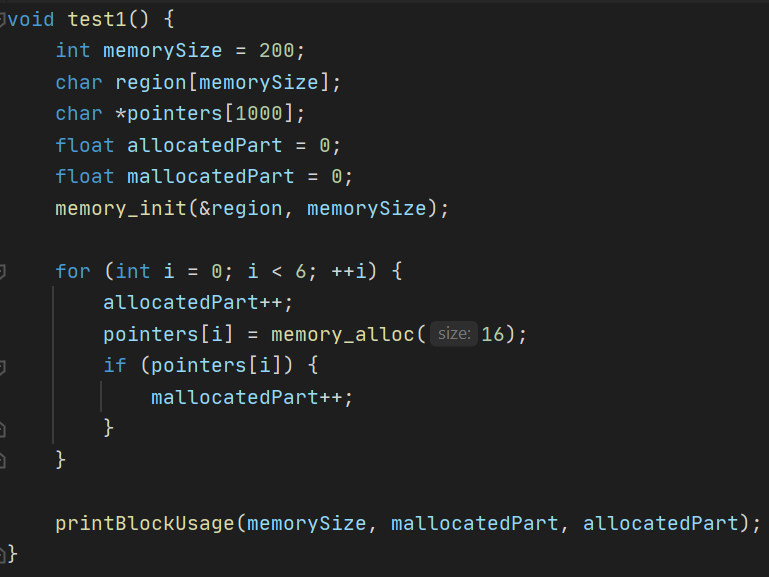 void test1() {
    int memorySize = 200;
    char region[memorySize];
    char *pointers[1000];
    float allocatedPart = 0;
    float mallocatedPart = 0;
    memory_init(&region, memorySize);

    for (int i = 0; i < 6; ++i) {
        allocatedPart++;
        pointers[i] = memory_alloc( size: 16);
        if (pointers[i]) {
            mallocatedPart++;
        }
    }

    printBlockUsage(memorySize, mallocatedPart, allocatedPart);
}